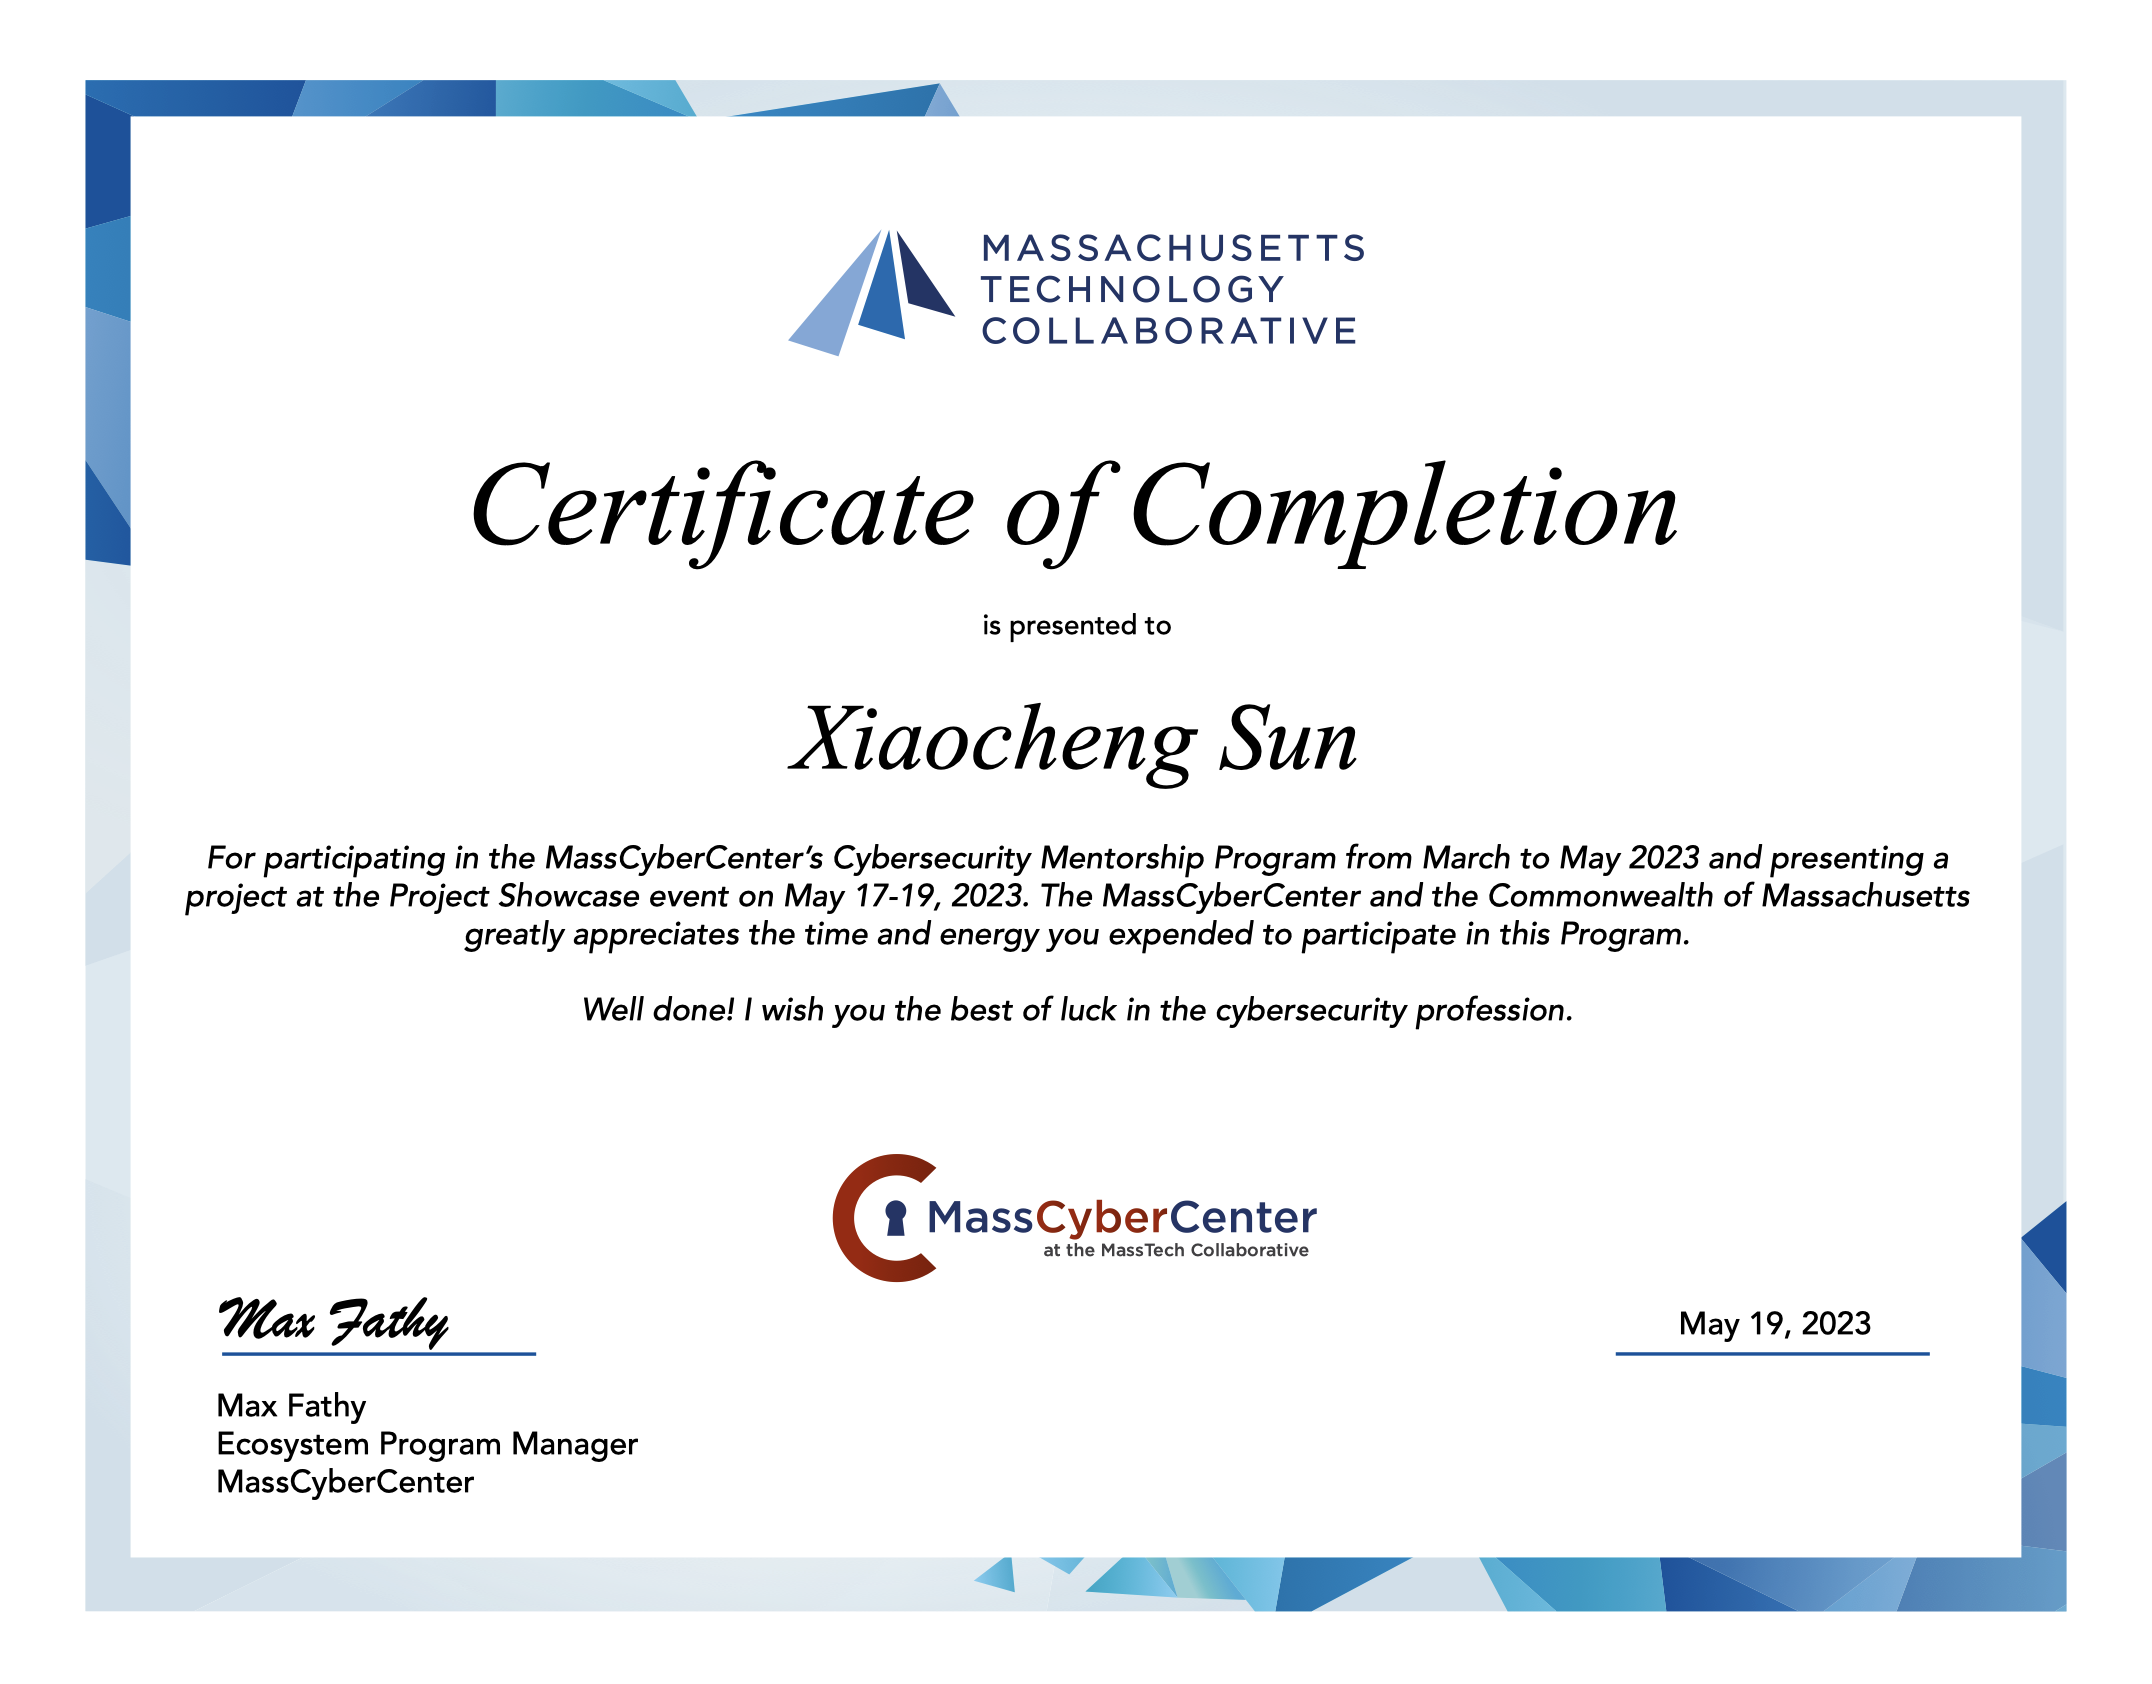 MASSACHUSETTS
TECHNOLOGY
COLLABORATIVE
Certificate of Completion
is presented to
Xiaocheng Sun
For participating in the MassCyberCenter’s Cybersecurity Mentorship Program from March to May 2023 and presenting a
project at the Project Showcase event on May 17-19, 2023. The MassCyberCenter and the Commonwealth of Massachusetts
greatly appreciates the time and energy you expended to participate in this Program.
Well done! I wish you the best of luck in the cybersecurity profession.
MassCyberCenter
at the MassTech Collaborative
Max Fathy
May 19, 2023
Max Fathy
Ecosystem Program Manager
MassCyberCenter